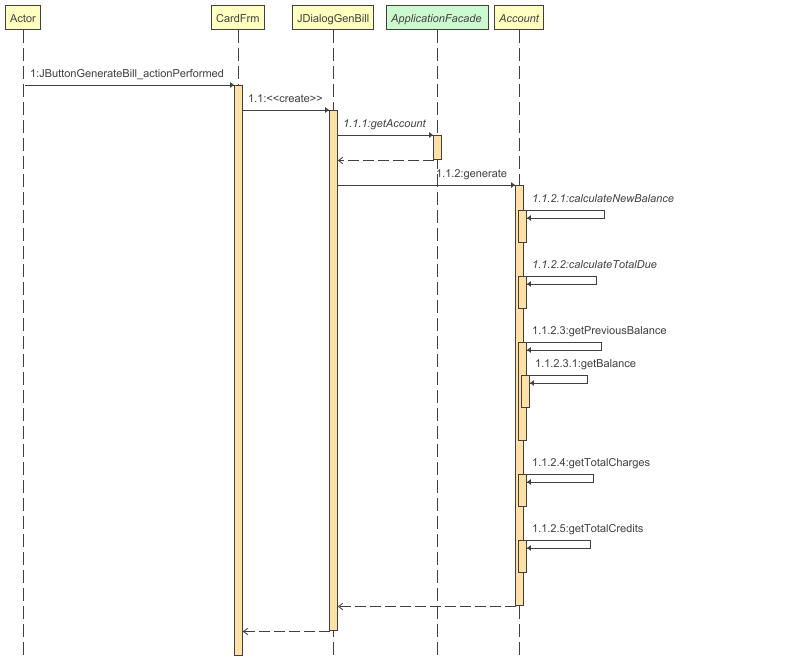 Actor
CardFrm
JDialogGenBill
ApplicationFacade
Account
1:JButtonGenerateBill_actionPerformed
1.1:<<create>>
1.1.1:getAccount
1.1.2:generate
1.1.2.1:calculateNewBalance
1.1.2.2:calculateTotalDue
1.1.2.3:getPreviousBalance
1.1.2.3.1:getBalance
1.1.2.4:getTotalCharges
1.1.2.5:getTotalCredits